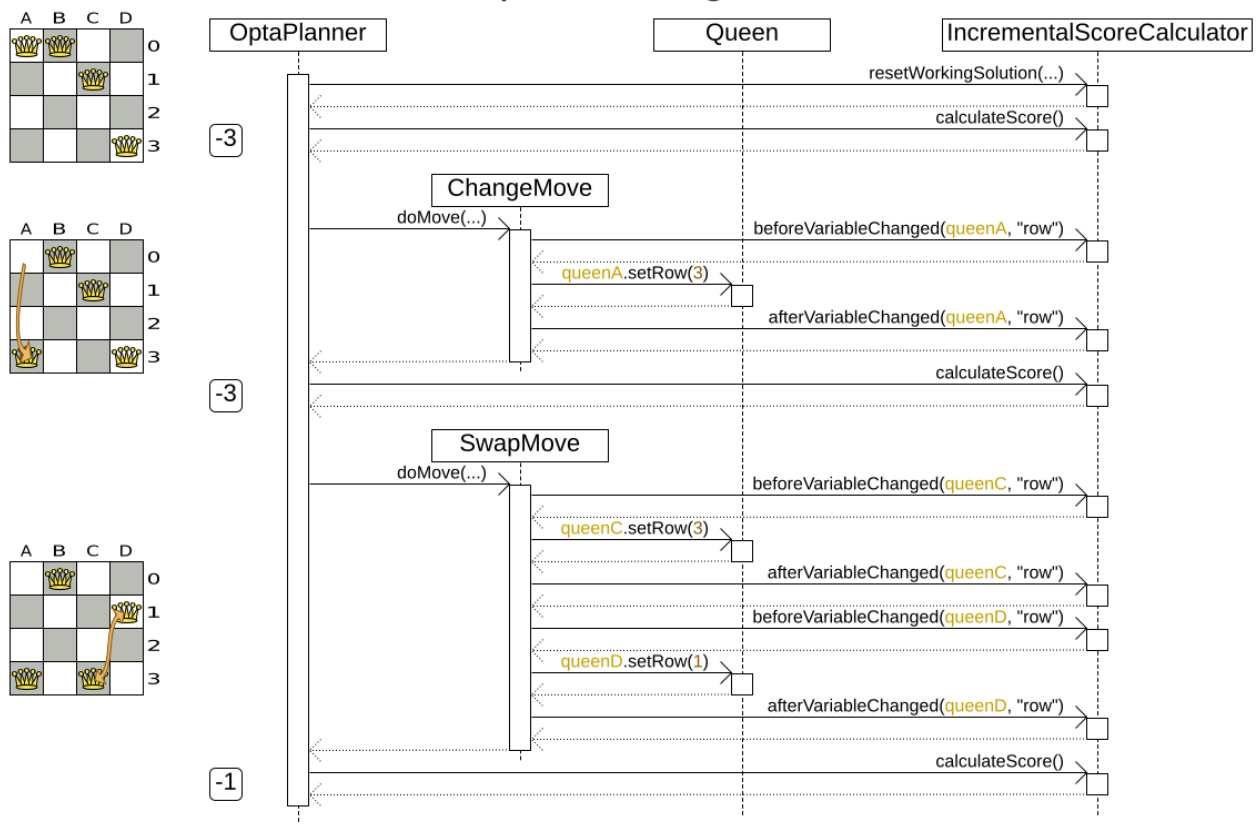 A B C D
0
1
2
3
OptaPlanner
Queen
IncrementalScoreCalculator
resetWorkingSolution(...)
calculateScore()
-3
ChangeMove
doMove(...)
A B C D
0
1
2
3
beforeVariableChanged(queenA, "row")
queenA.setRow(3)
afterVariableChanged(queenA, "row")
calculateScore()
-3
SwapMove
doMove(...)
beforeVariableChanged(queenC, "row")
queenC.setRow(3)
A B C D
0
1
2
3
afterVariableChanged(queenC, "row")
beforeVariableChanged(queenD, "row")
queenD.setRow(1)
afterVariableChanged(queenD, "row")
calculateScore()
-1